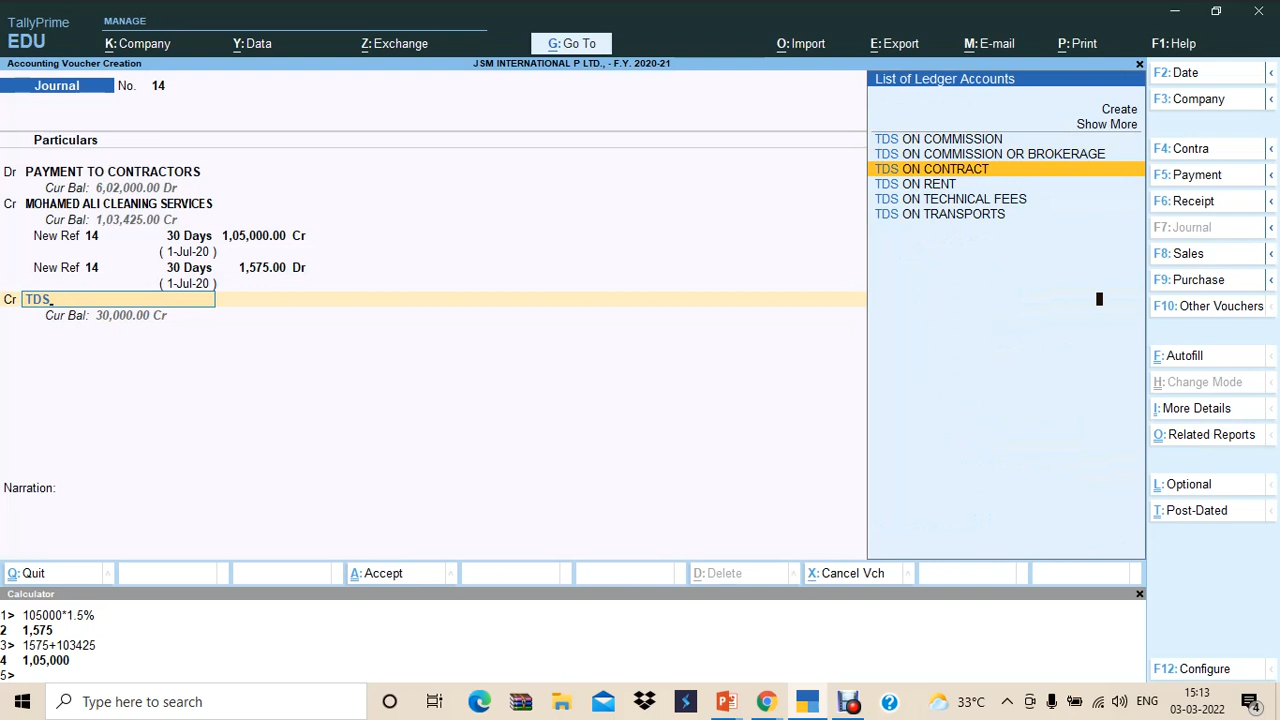 TallyPrime
EDU
MANAGE
K: Company
Y: Data
Z: Exchange
G: Go To
O: Import
E: Export
M: E-mail
P: Print
F1: Help
Accounting Voucher Creation
JSM INTERNATIONAL P LTD., - F.Y. 2020-21
Journal No. 14
Particulars
Dr PAYMENT TO CONTRACTORS
Cur Bal: 6,02,000.00 Dr
Cr MOHAMED ALI CLEANING SERVICES
Cur Bal: 1,03,425.00 Cr
New Ref 14 30 Days 1,05,000.00 Cr
( 1-Jul-20 )
New Ref 14 30 Days 1,575.00 Dr
( 1-Jul-20 )
Cr TDS
Cur Bal: 30,000.00 Cr
Narration:
List of Ledger Accounts
Create
Show More
TDS ON COMMISSION
TDS ON COMMISSION OR BROKERAGE
TDS ON CONTRACT
TDS ON RENT
TDS ON TECHNICAL FEES
TDS ON TRANSPORTS
F2: Date
F3: Company
F4: Contra
F5: Payment
F6: Receipt
F7: Journal
F8: Sales
F9: Purchase
F10: Other Vouchers
F: Autofill
H: Change Mode
I: More Details
O: Related Reports
L: Optional
T: Post-Dated
F12: Configure
Q: Quit
A: Accept
D: Delete
X: Cancel Vch
Calculator
1> 105000*1.5%
2 1,575
3> 1575+103425
4 1,05,000
5>
Type here to search
33°C
ENG
15:13
03-03-2022
4